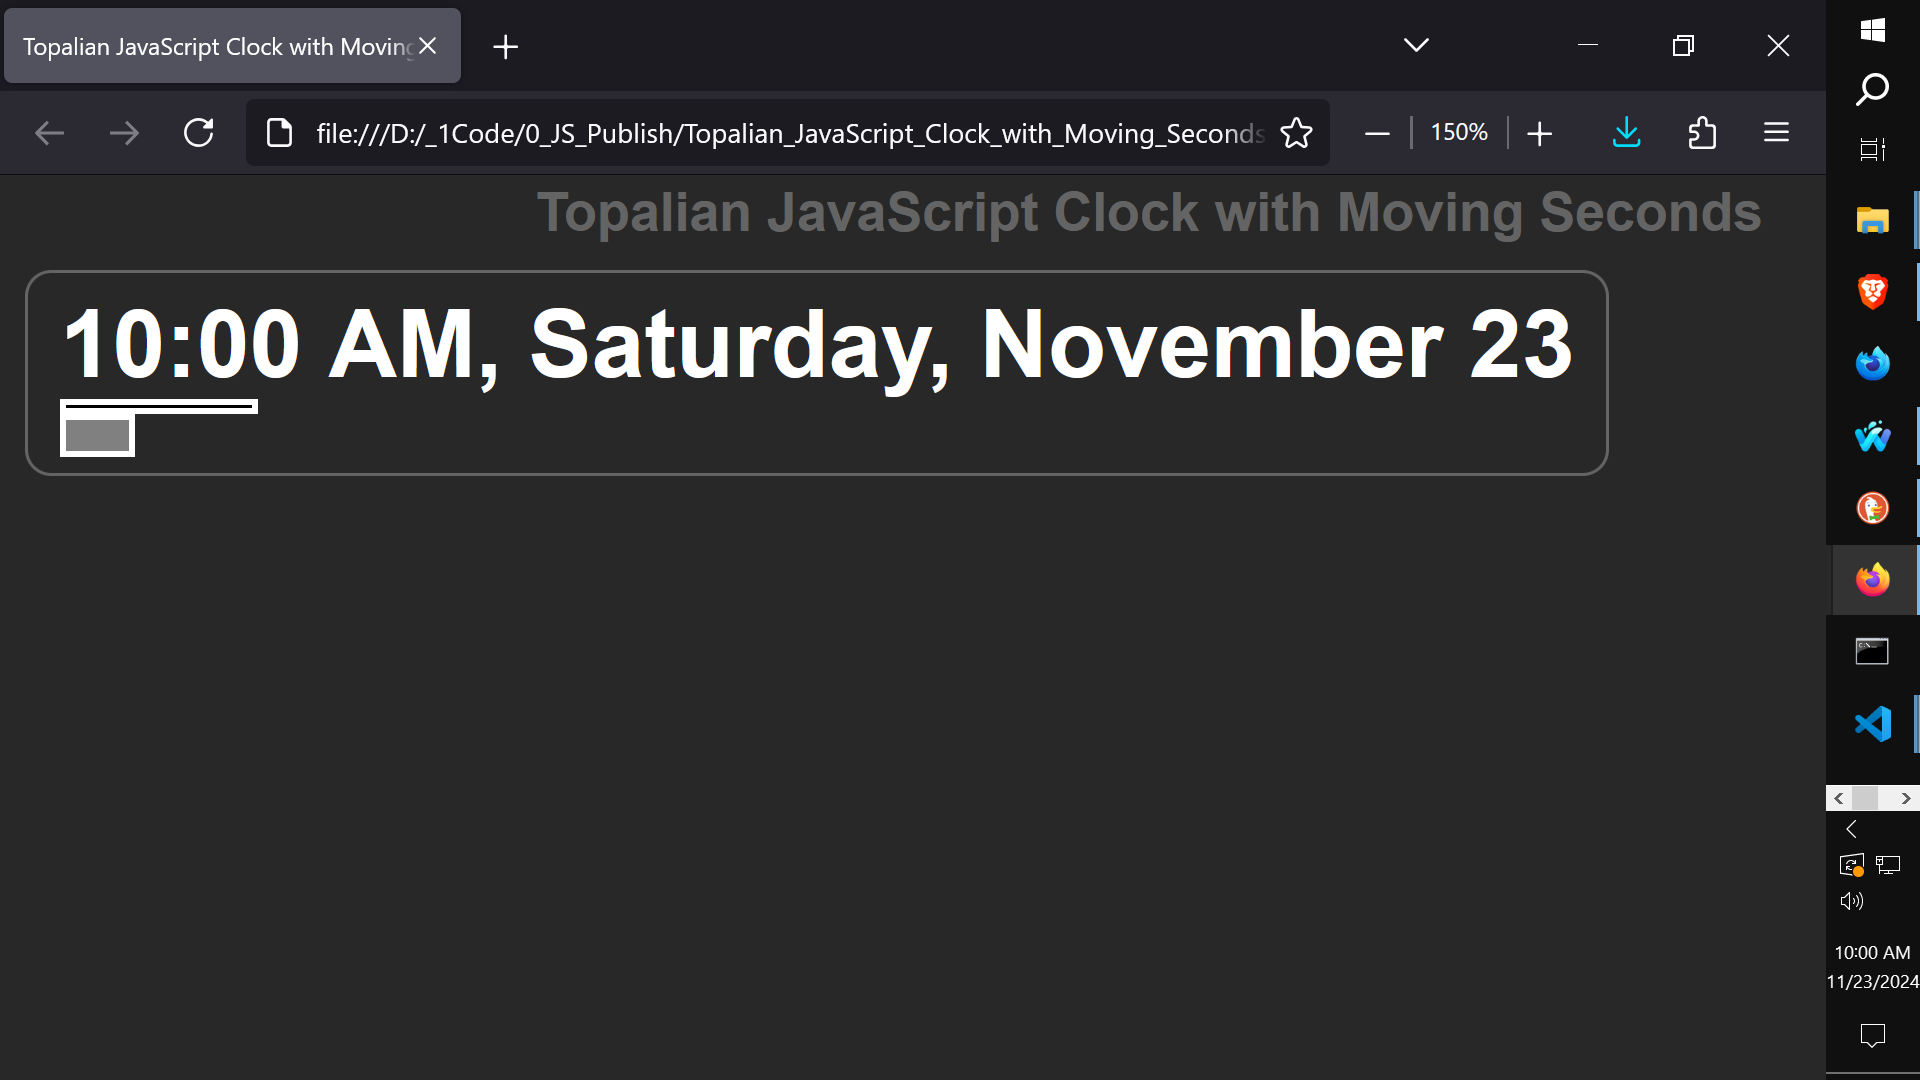 Topalian JavaScript Clock with Moving
file:///D:/_1Code/0_JS_Publish/Topalian_JavaScript_Clock_with_Moving_Seconds
150%
Topalian JavaScript Clock with Moving Seconds
10:00 AM, Saturday, November 23
10:00 AM
11/23/2024